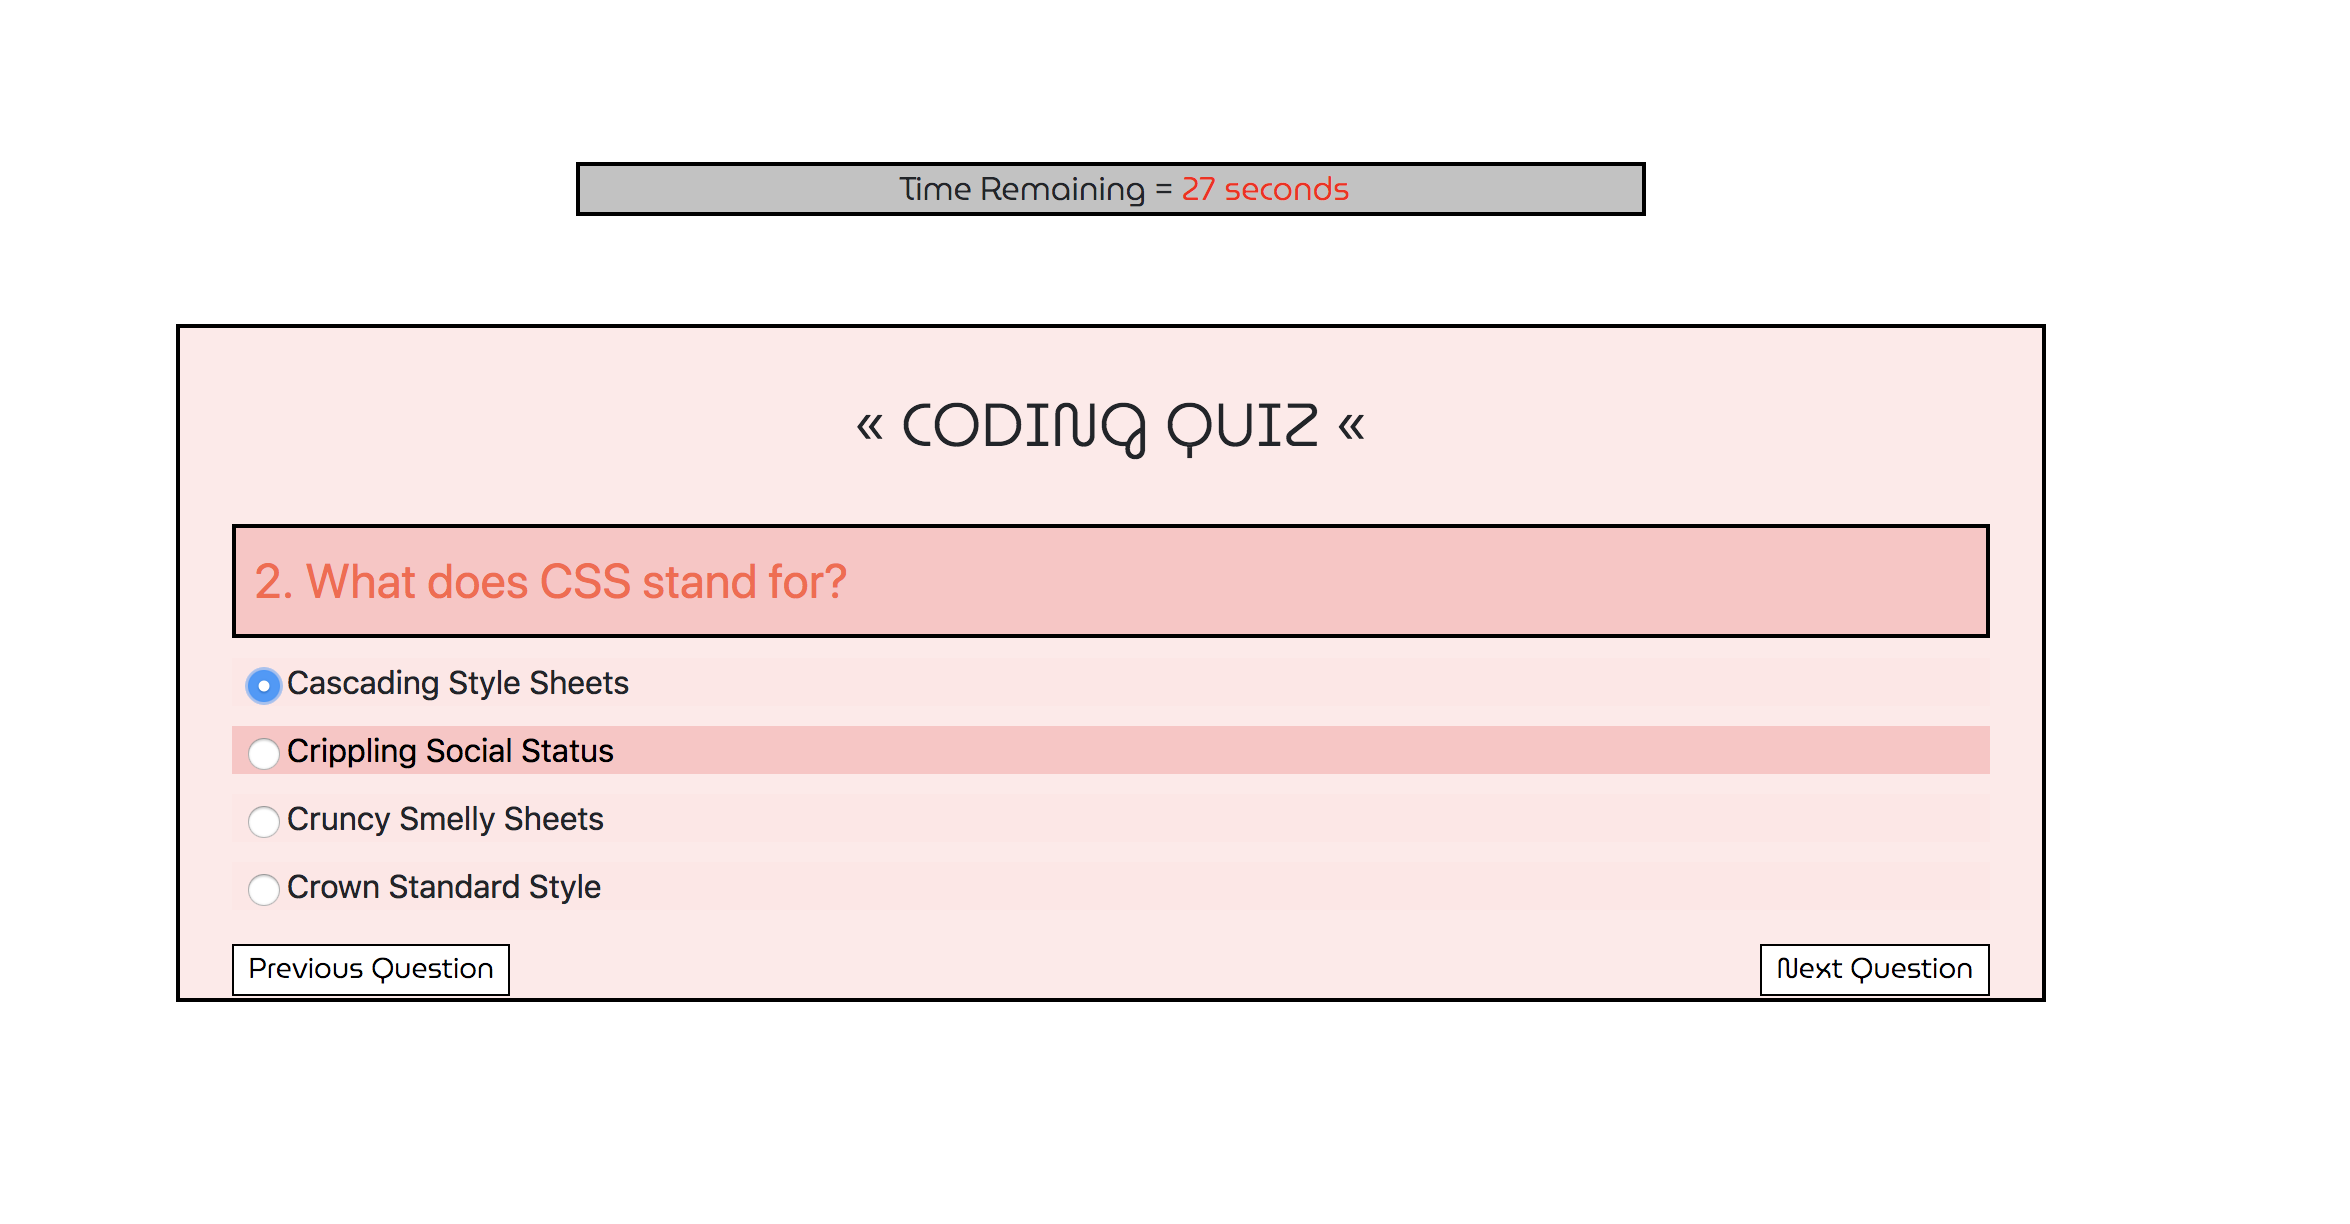 Time Remaining = 27 seconds
« CODING QUIZ «
2. What does CSS stand for?
Cascading Style Sheets
Crippling Social Status
Cruncy Smelly Sheets
Crown Standard Style
Previous Question
Next Question